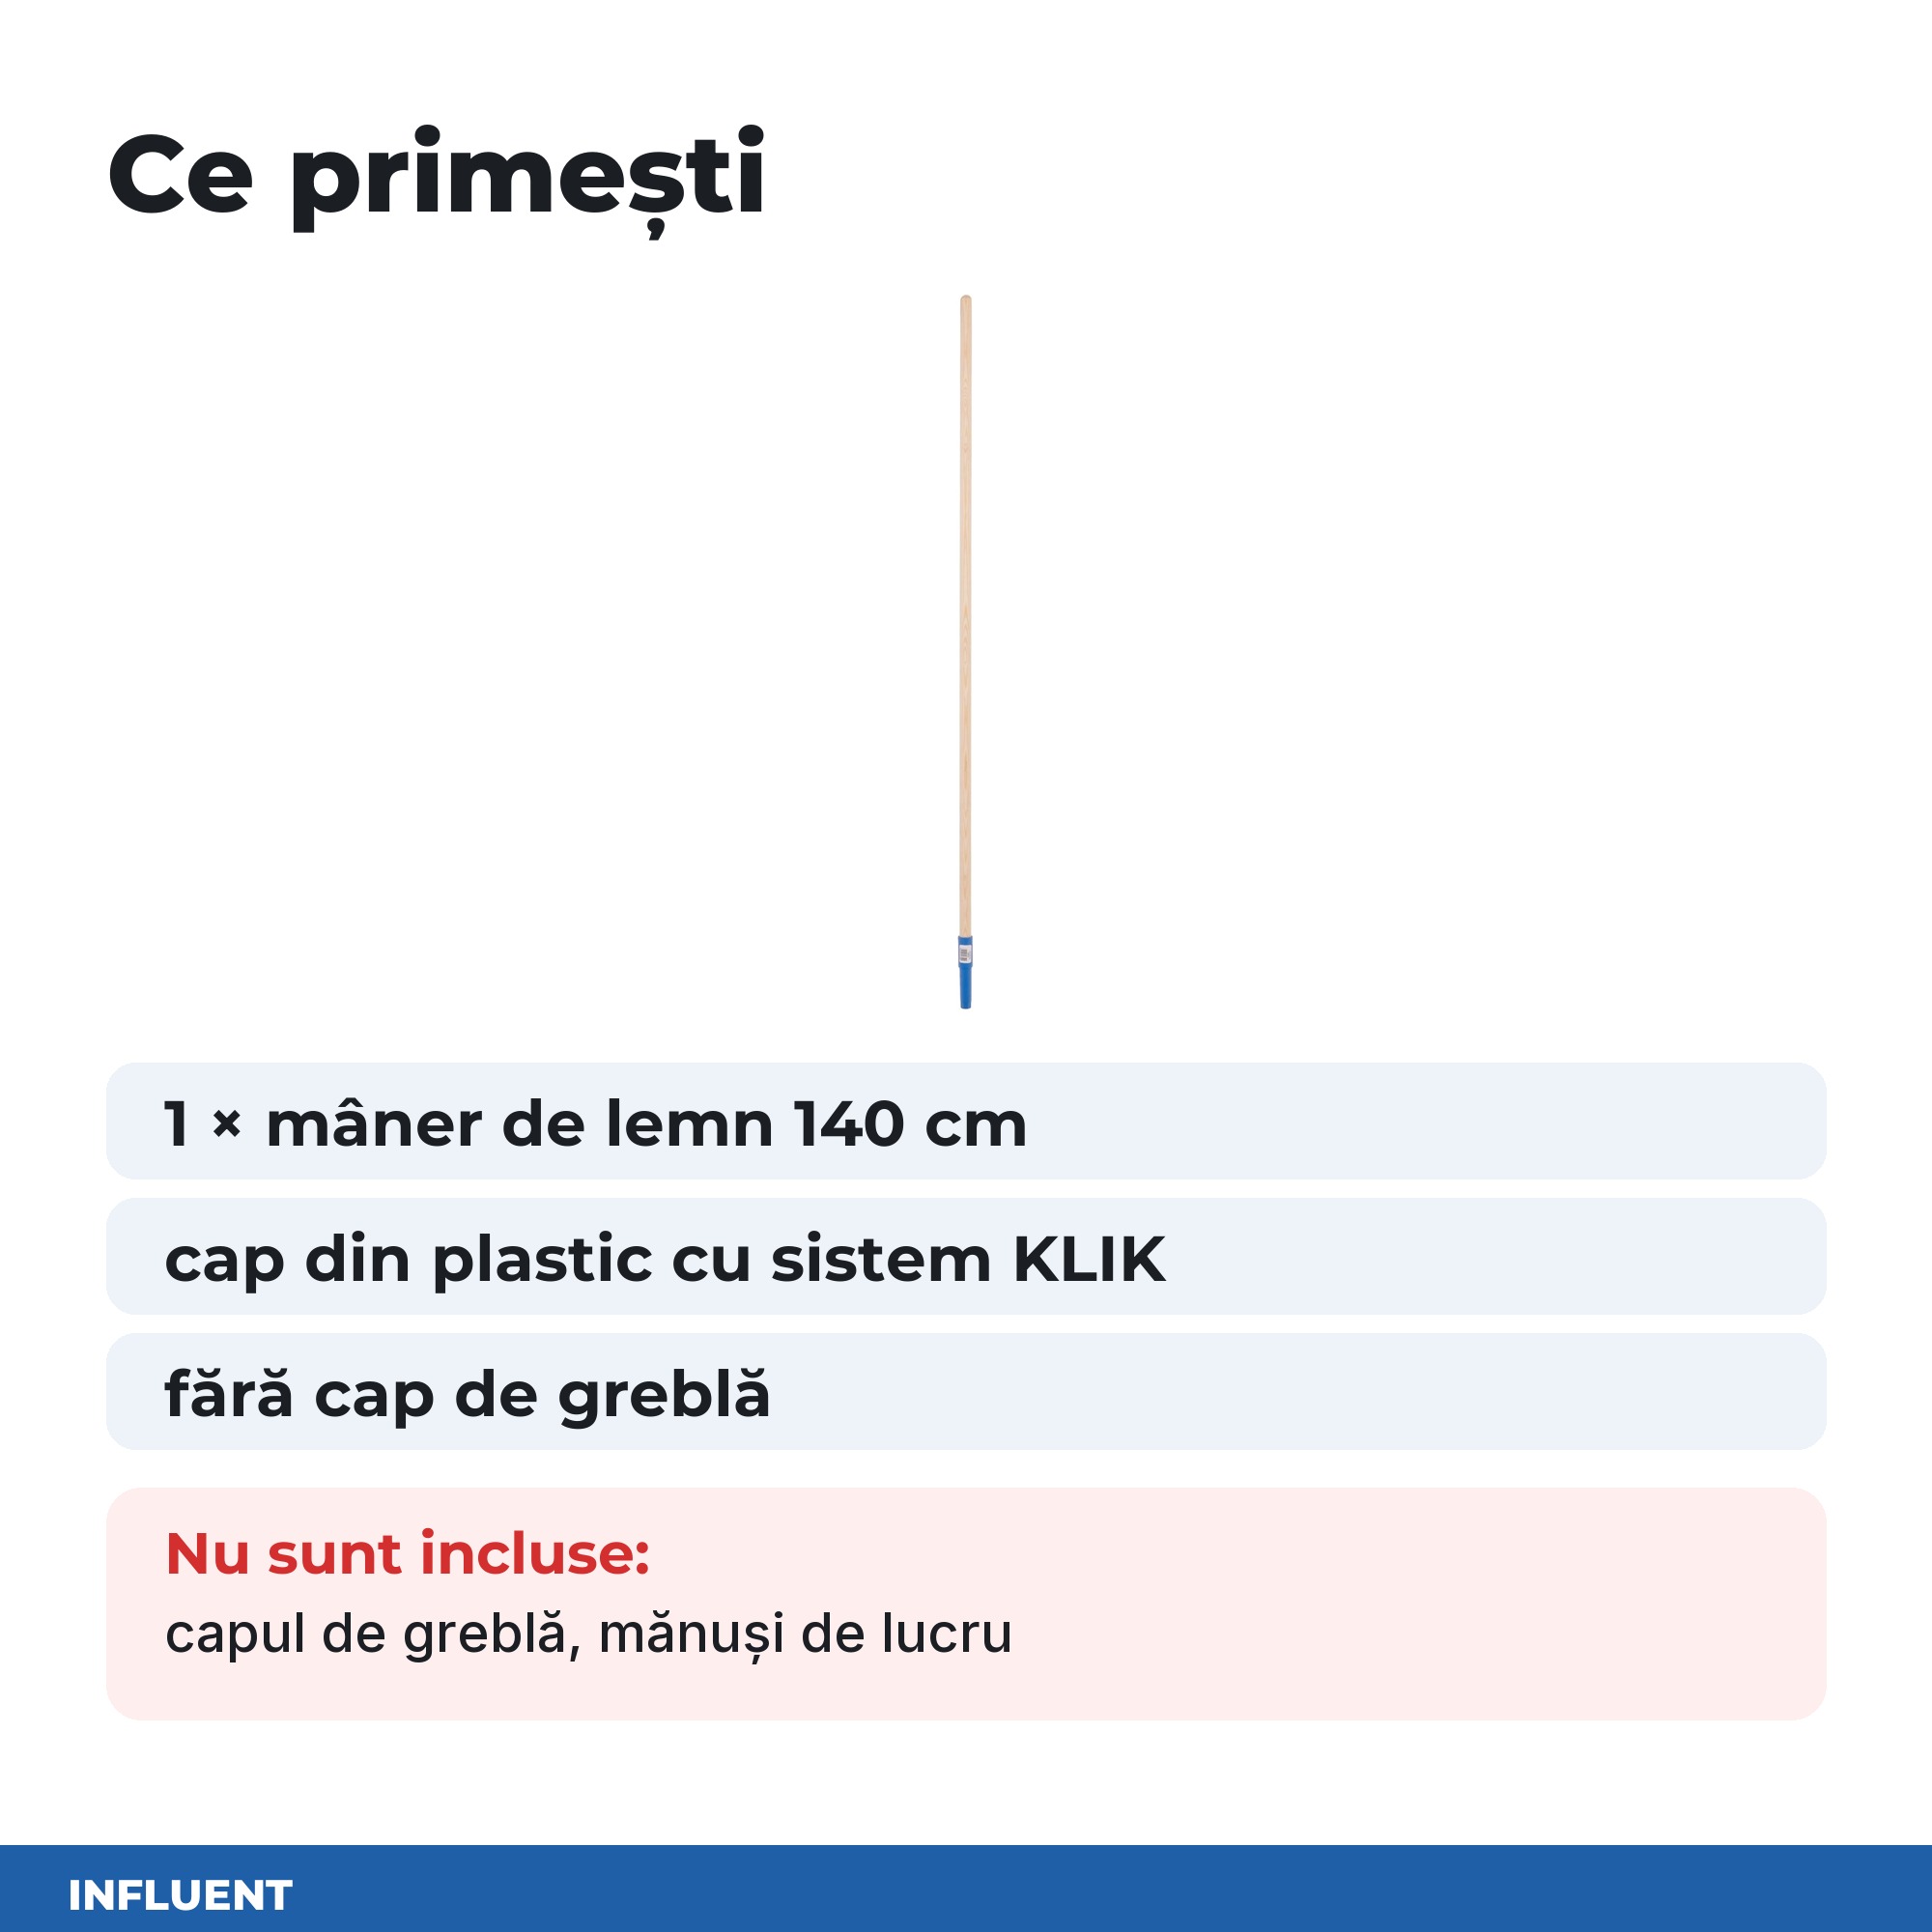 Ce primești
1 × mâner de lemn 140 cm
cap din plastic cu sistem KLIK
fără cap de greblă
Nu sunt incluse:
capul de greblă, mănuși de lucru
INFLUENT